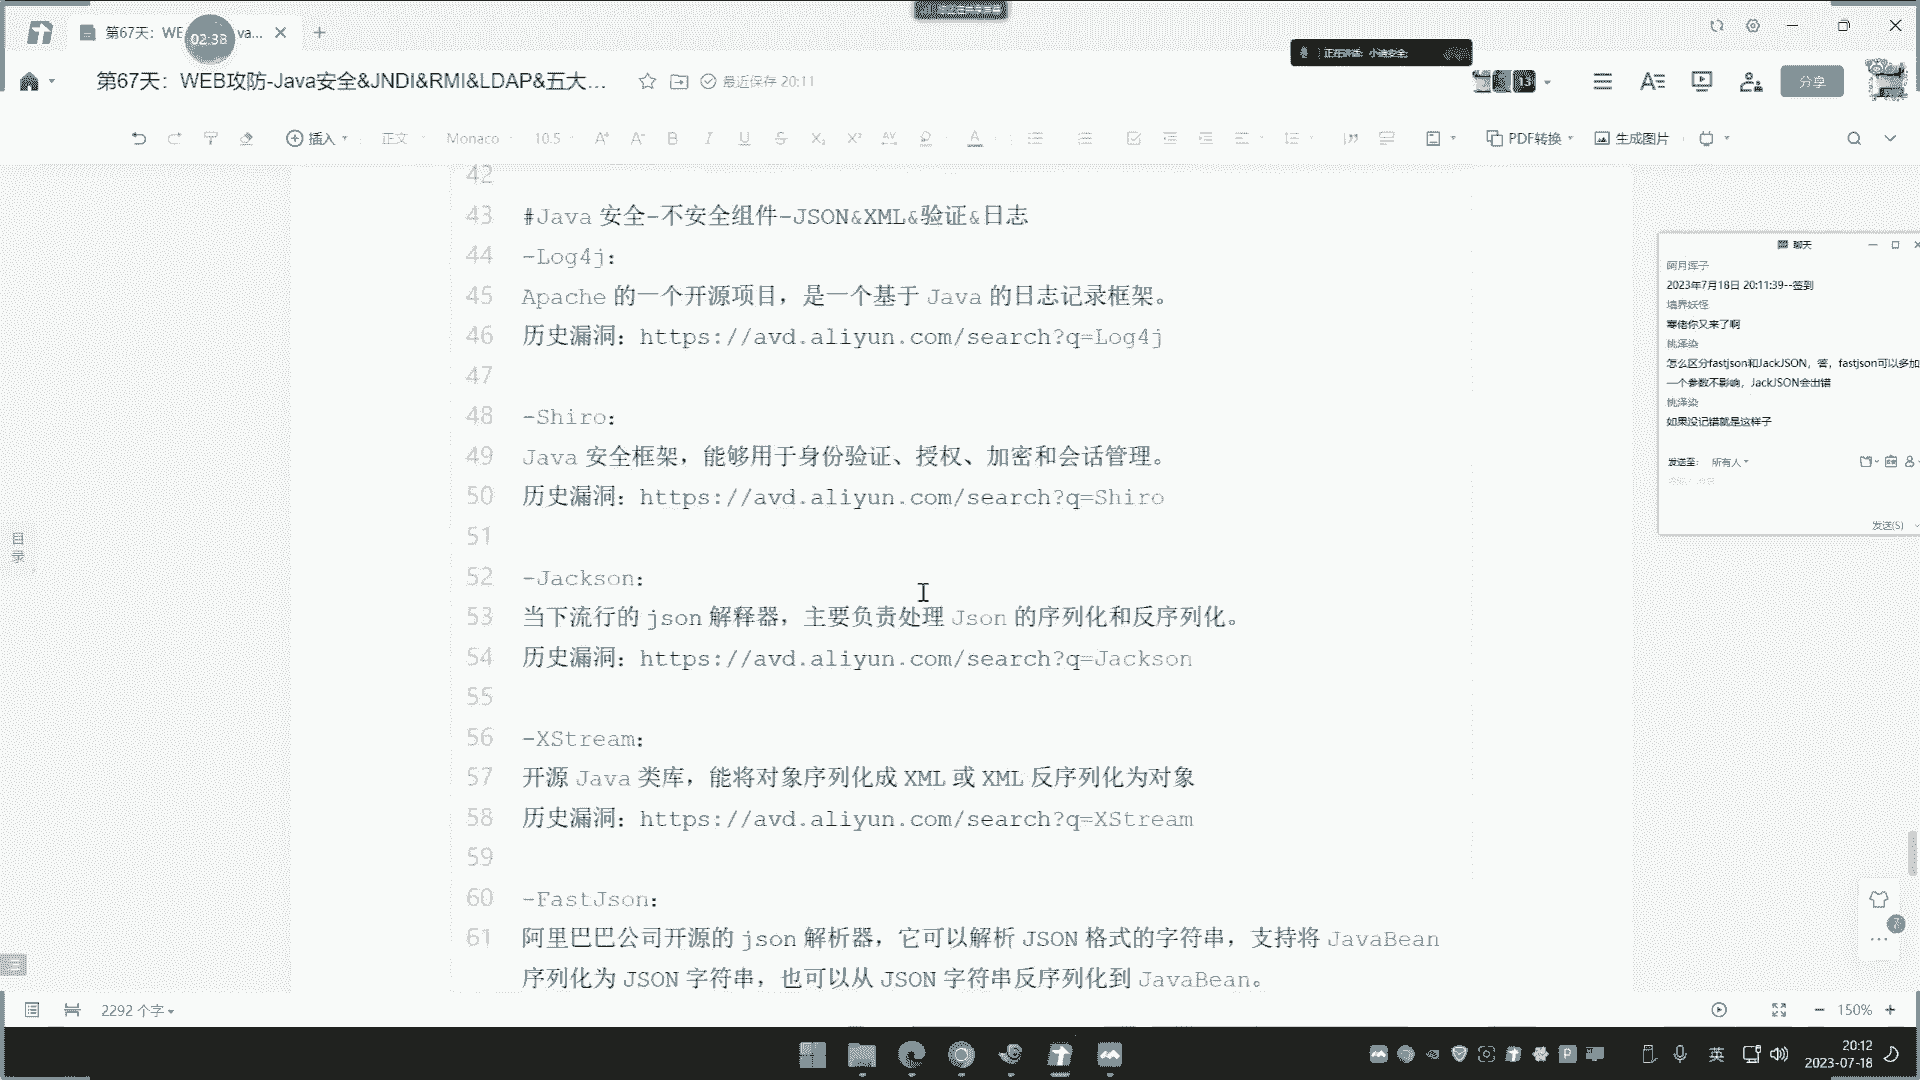 第67天：WE
va...
02:38
正在讲话: 小迪安全;
第67天：WEB攻防-Java安全&JNDI&RMI&LDAP&五大...
最近保存 20:11
13
分享
插入
正文
Monaco
10.5
PDF转换
生成图片
42
43 #Java 安全-不安全组件-JSON&XML&验证&日志
44 -Log4j：
45 Apache 的一个开源项目，是一个基于 Java 的日志记录框架。
46 历史漏洞：https://avd.aliyun.com/search?q=Log4j
47
48 -Shiro：
49 Java 安全框架，能够用于身份验证、授权、加密和会话管理。
50 历史漏洞：https://avd.aliyun.com/search?q=Shiro
51
52 -Jackson：
53 当下流行的 json 解释器，主要负责处理 Json 的序列化和反序列化。
54 历史漏洞：https://avd.aliyun.com/search?q=Jackson
55
56 -XStream：
57 开源 Java 类库，能将对象序列化成 XML 或 XML 反序列化为对象
58 历史漏洞：https://avd.aliyun.com/search?q=XStream
59
60 -FastJson：
61 阿里巴巴公司开源的 json 解析器，它可以解析 JSON 格式的字符串，支持将 JavaBean
序列化为 JSON 字符串，也可以从 JSON 字符串反序列化到 JavaBean。
目录
聊天
2023年7月18日 20:11:39--签到
境界妖怪
寒佬你又来了啊
桃泽染
怎么区分fastjson和JackJSON，答，fastjson可以多加
一个参数不影响，JackJSON会出错
桃泽染
如果没记错就是这样子
发送至: 所有人
发送(S)
7
2292 个字
150%
英
20:12
2023-07-18